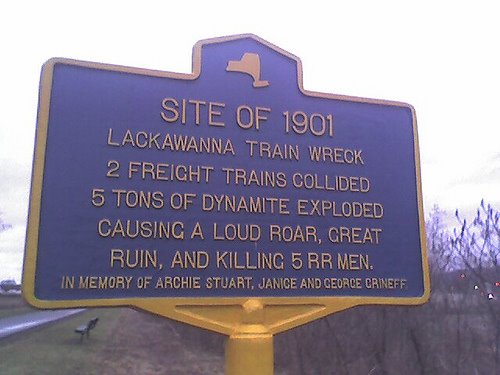 SITE OF 1901
LACKAWANNA TRAIN WRECK
2 FREIGHT TRAINS COLLIDED
5 TONS OF DYNAMITE EXPLODED
CAUSING A LOUD ROAR, GREAT
RUIN, AND KILLING 5 RR MEN.
IN MEMORY OF ARCHIE STUART, JANICE AND GEORGE GRINEFF